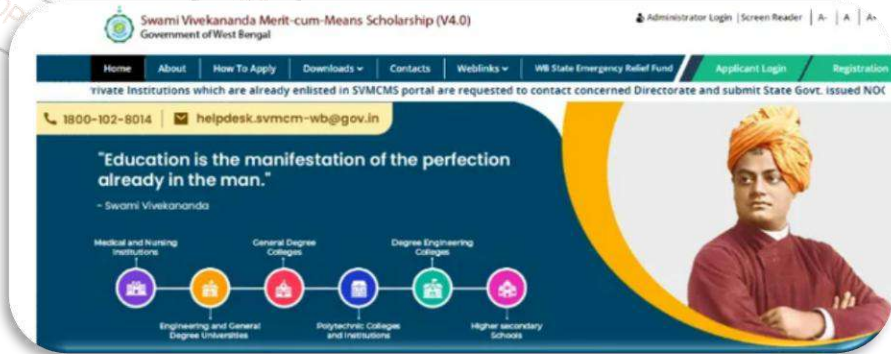 Swami Vivekananda Merit-cum-Means Scholarship (V4.0)
Government of West Bengal
Administrator Login | Screen Reader | A- | A | A+
Home About How To Apply Downloads Contacts Weblinks WB State Emergency Relief Fund Applicant Login Registration
rivate Institutions which are already enlisted in SVMCMS portal are requested to contact concerned Directorate and submit State Govt. issued NOC
1800-102-8014 | helpdesk.svmcm-wb@gov.in
"Education is the manifestation of the perfection
already in the man."
- Swami Vivekananda
Medical and Nursing
Institutions
General Degree
Colleges
Degree Engineering
Colleges
Engineering and General
Degree Universities
Polytechnic Colleges
and Institutions
Higher secondary
Schools